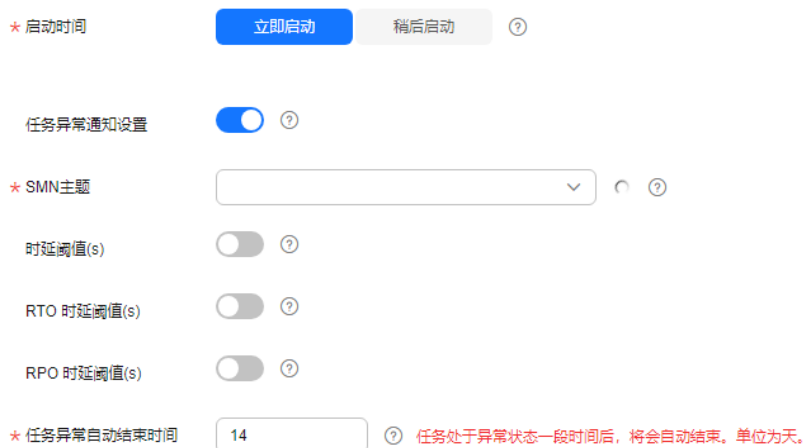 * 启动时间 立即启动 稍后启动 ?
任务异常通知设置 ?
* SMN主题 ?
时延阈值(s) ?
RTO 时延阈值(s) ?
RPO 时延阈值(s) ?
* 任务异常自动结束时间 14 ? 任务处于异常状态一段时间后，将会自动结束。单位为天。